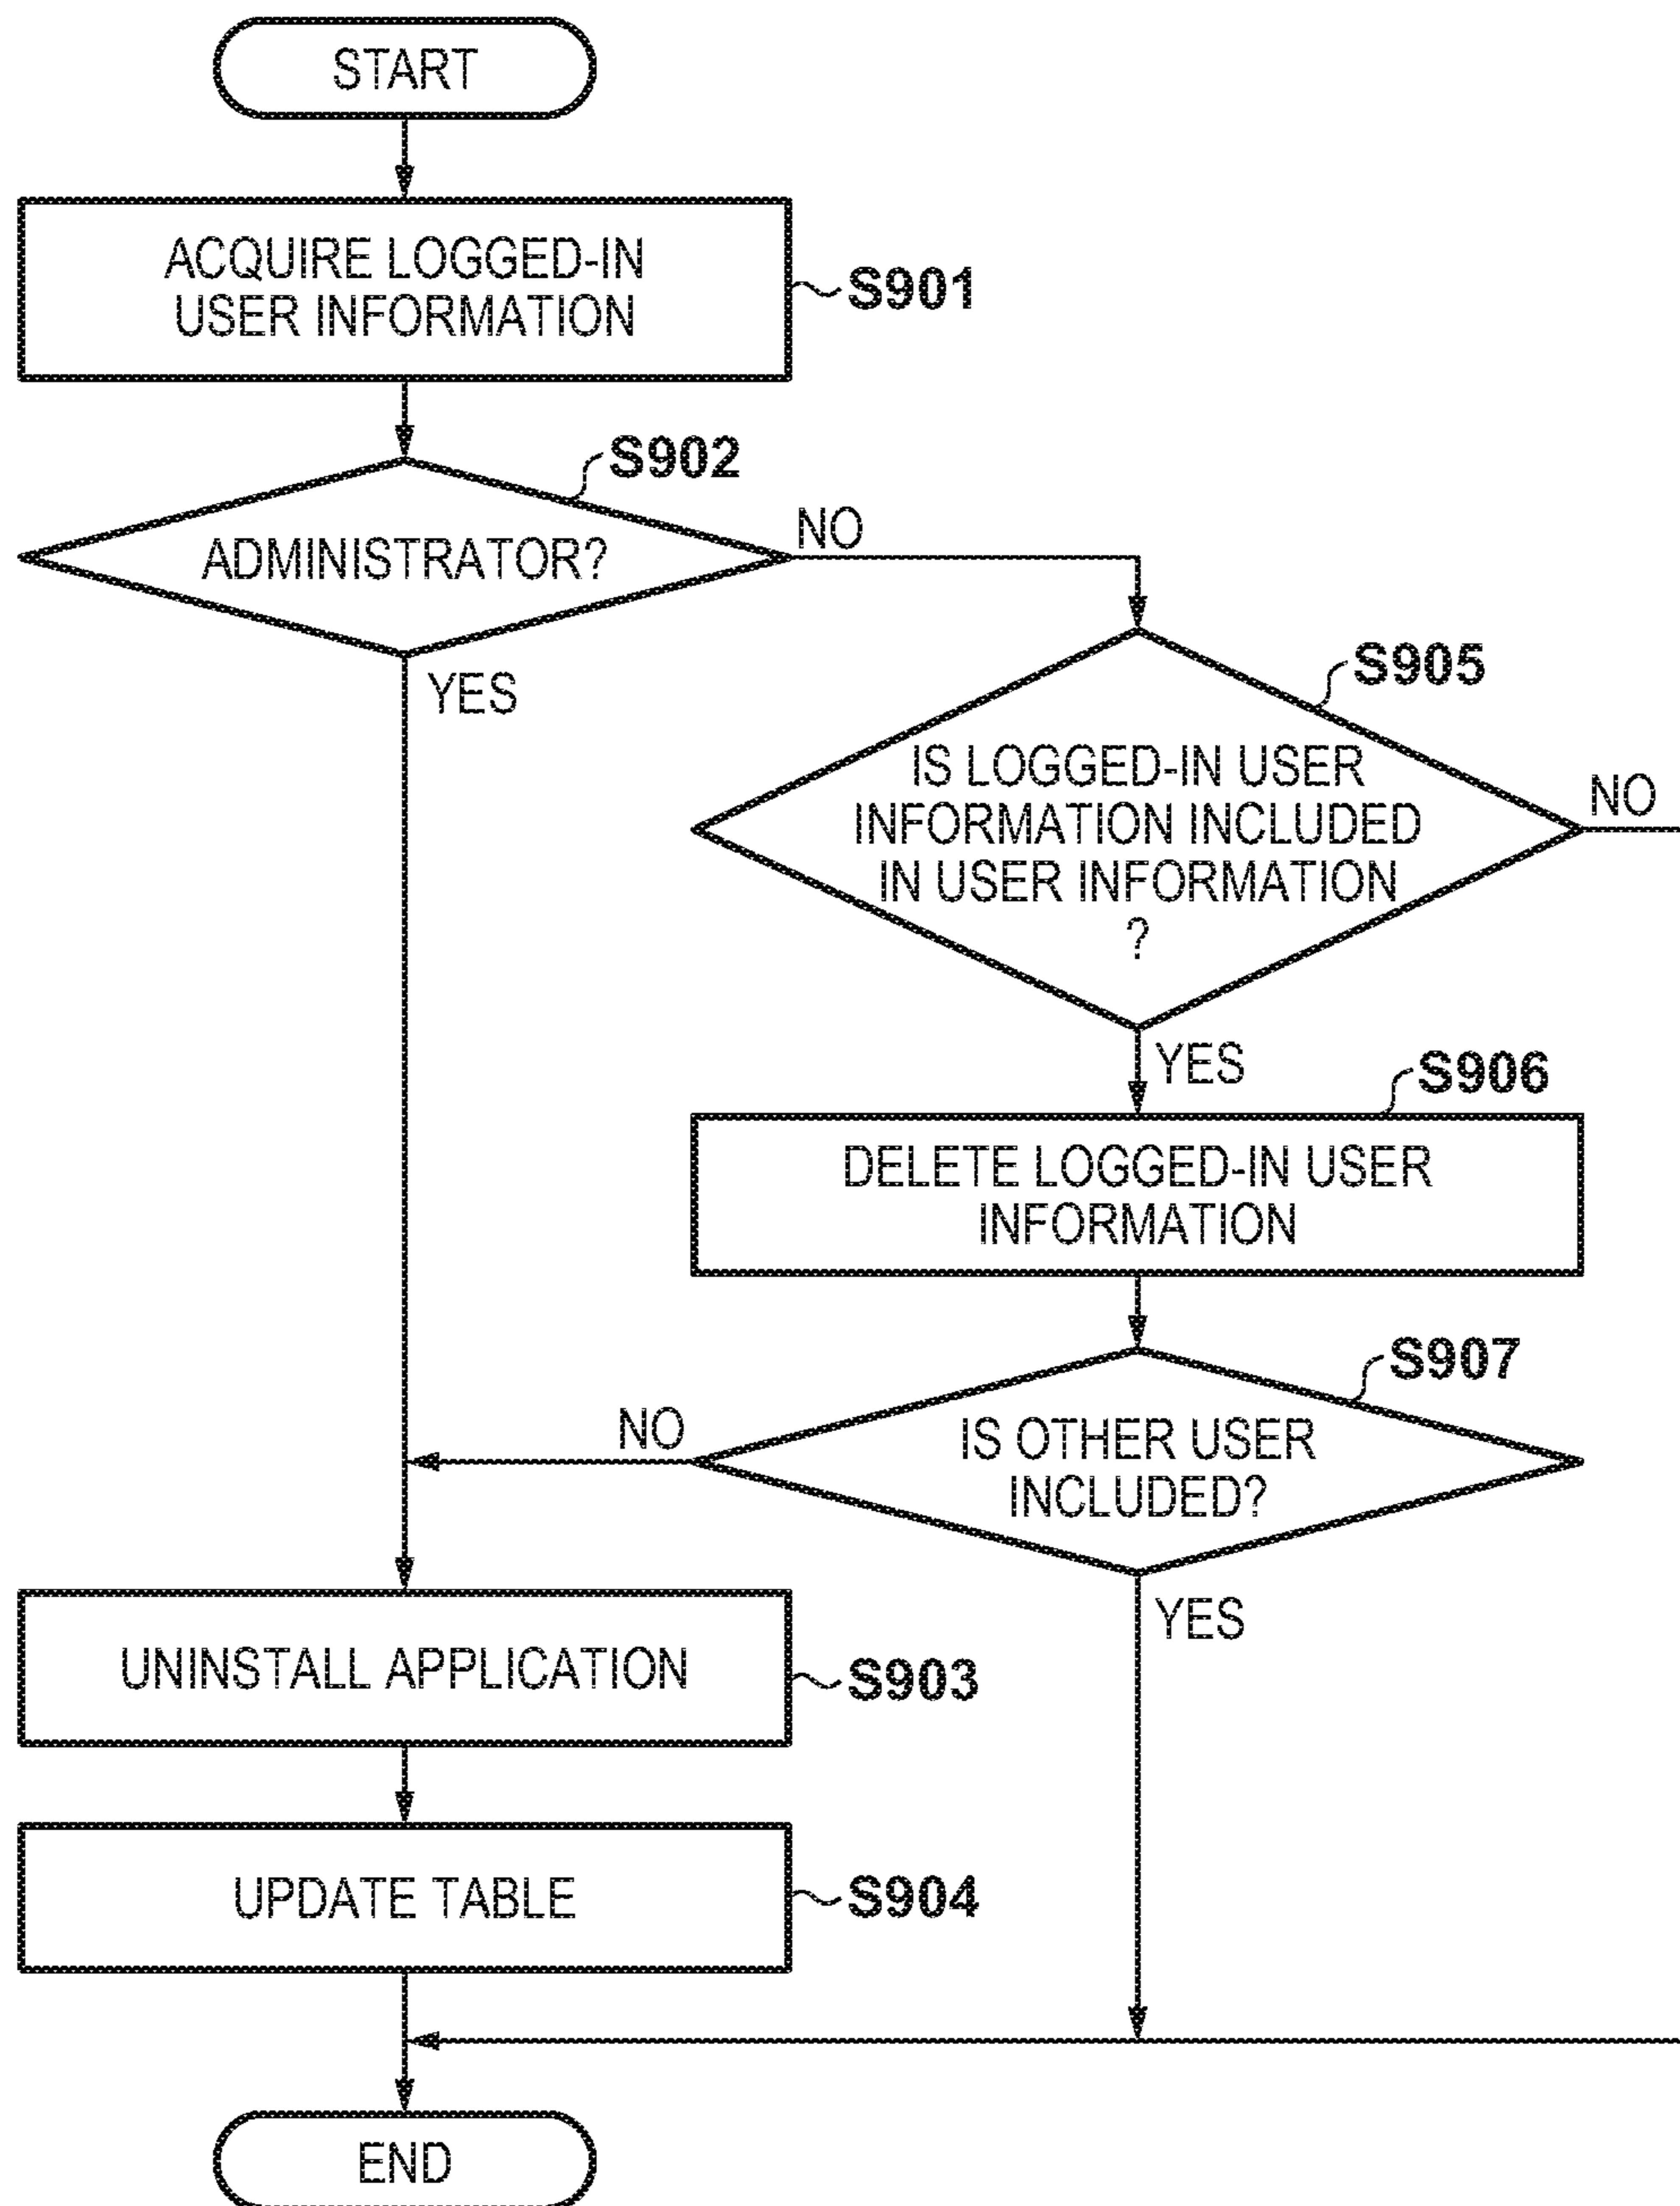 START
ACQUIRE LOGGED-IN
USER INFORMATION
S901
S902
ADMINISTRATOR?
NO
YES
S905
IS LOGGED-IN USER
INFORMATION INCLUDED
IN USER INFORMATION
?
NO
YES
S906
DELETE LOGGED-IN USER
INFORMATION
S907
IS OTHER USER
INCLUDED?
NO
YES
UNINSTALL APPLICATION
S903
UPDATE TABLE
S904
END